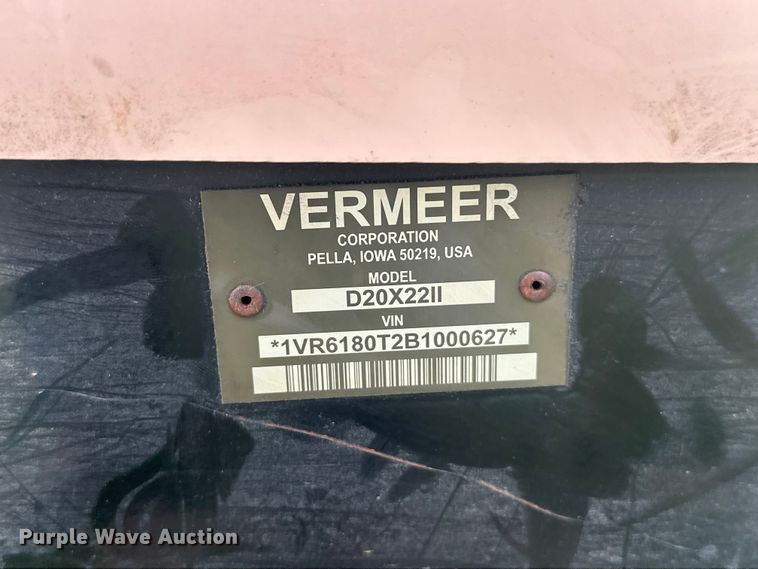 VERMEER
CORPORATION
PELLA, IOWA 50219, USA
MODEL
D20X22II
VIN
*1VR6180T2B1000627*
Purple Wave Auction